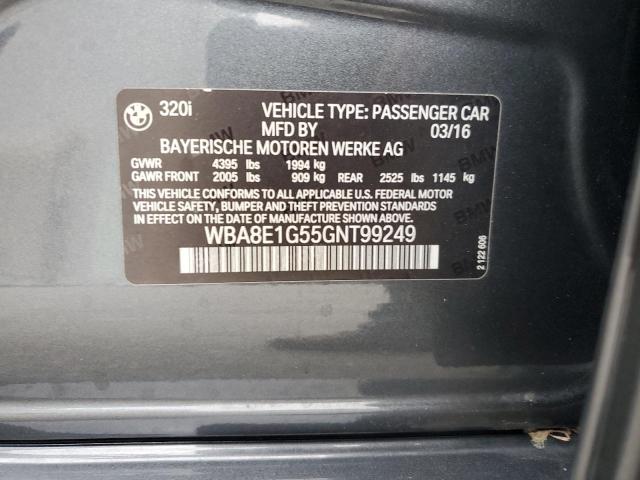 BMW 320i VEHICLE TYPE: PASSENGER CAR
MFD BY 03/16
BAYERISCHE MOTOREN WERKE AG
GVWR 4395 lbs 1994 kg
GAWR FRONT 2005 lbs 909 kg REAR 2525 lbs 1145 kg
THIS VEHICLE CONFORMS TO ALL APPLICABLE U.S. FEDERAL MOTOR
VEHICLE SAFETY, BUMPER AND THEFT PREVENTION STANDARDS
IN EFFECT ON THE DATE OF MANUFACTURE SHOWN ABOVE.
WBA8E1G55GNT99249
2 122 606